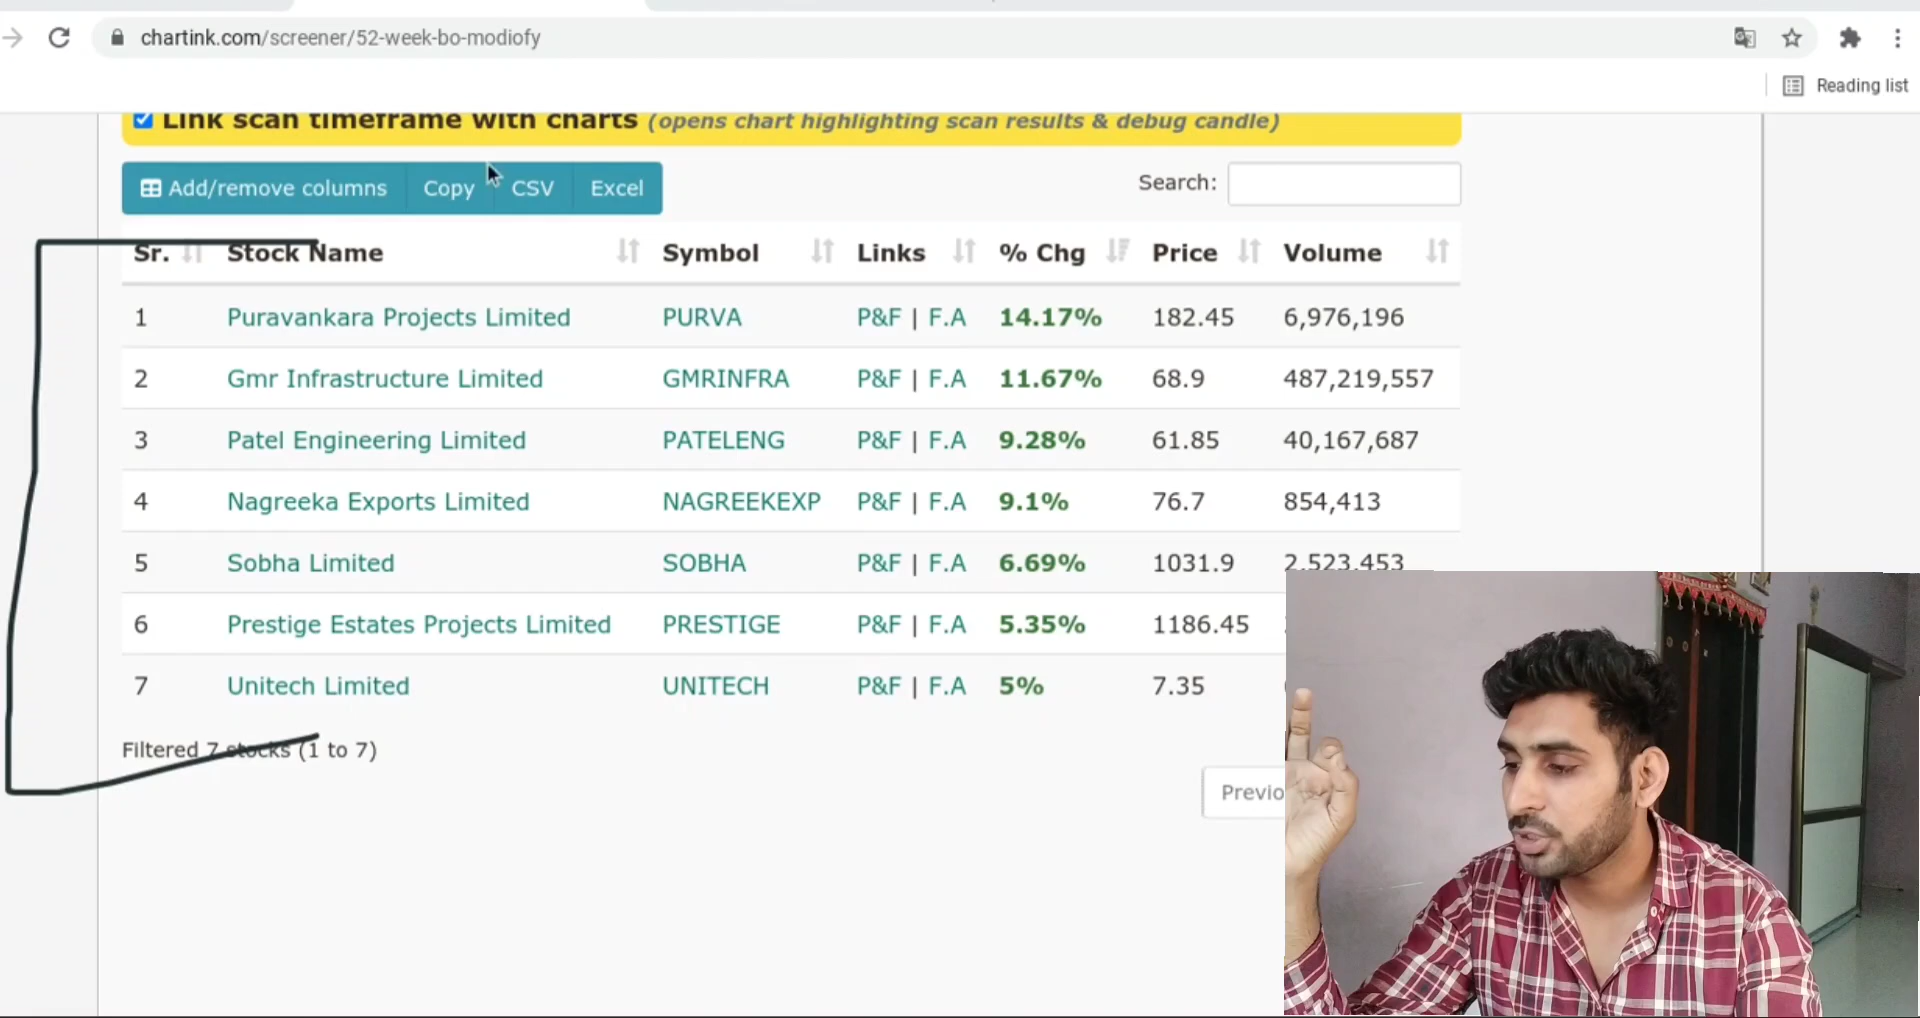 chartink.com/screener/52-week-bo-modiofy
Reading list
Link scan timeframe with charts (opens chart highlighting scan results & debug candle)
Add/remove columns Copy CSV Excel Search:
Sr. Stock Name Symbol Links % Chg Price Volume
1 Puravankara Projects Limited PURVA P&F | F.A 14.17% 182.45 6,976,196
2 Gmr Infrastructure Limited GMRINFRA P&F | F.A 11.67% 68.9 487,219,557
3 Patel Engineering Limited PATELENG P&F | F.A 9.28% 61.85 40,167,687
4 Nagreeka Exports Limited NAGREEKEXP P&F | F.A 9.1% 76.7 854,413
5 Sobha Limited SOBHA P&F | F.A 6.69% 1031.9 2,523,453
6 Prestige Estates Projects Limited PRESTIGE P&F | F.A 5.35% 1186.45
7 Unitech Limited UNITECH P&F | F.A 5% 7.35
Filtered 7 stocks (1 to 7)
Previo